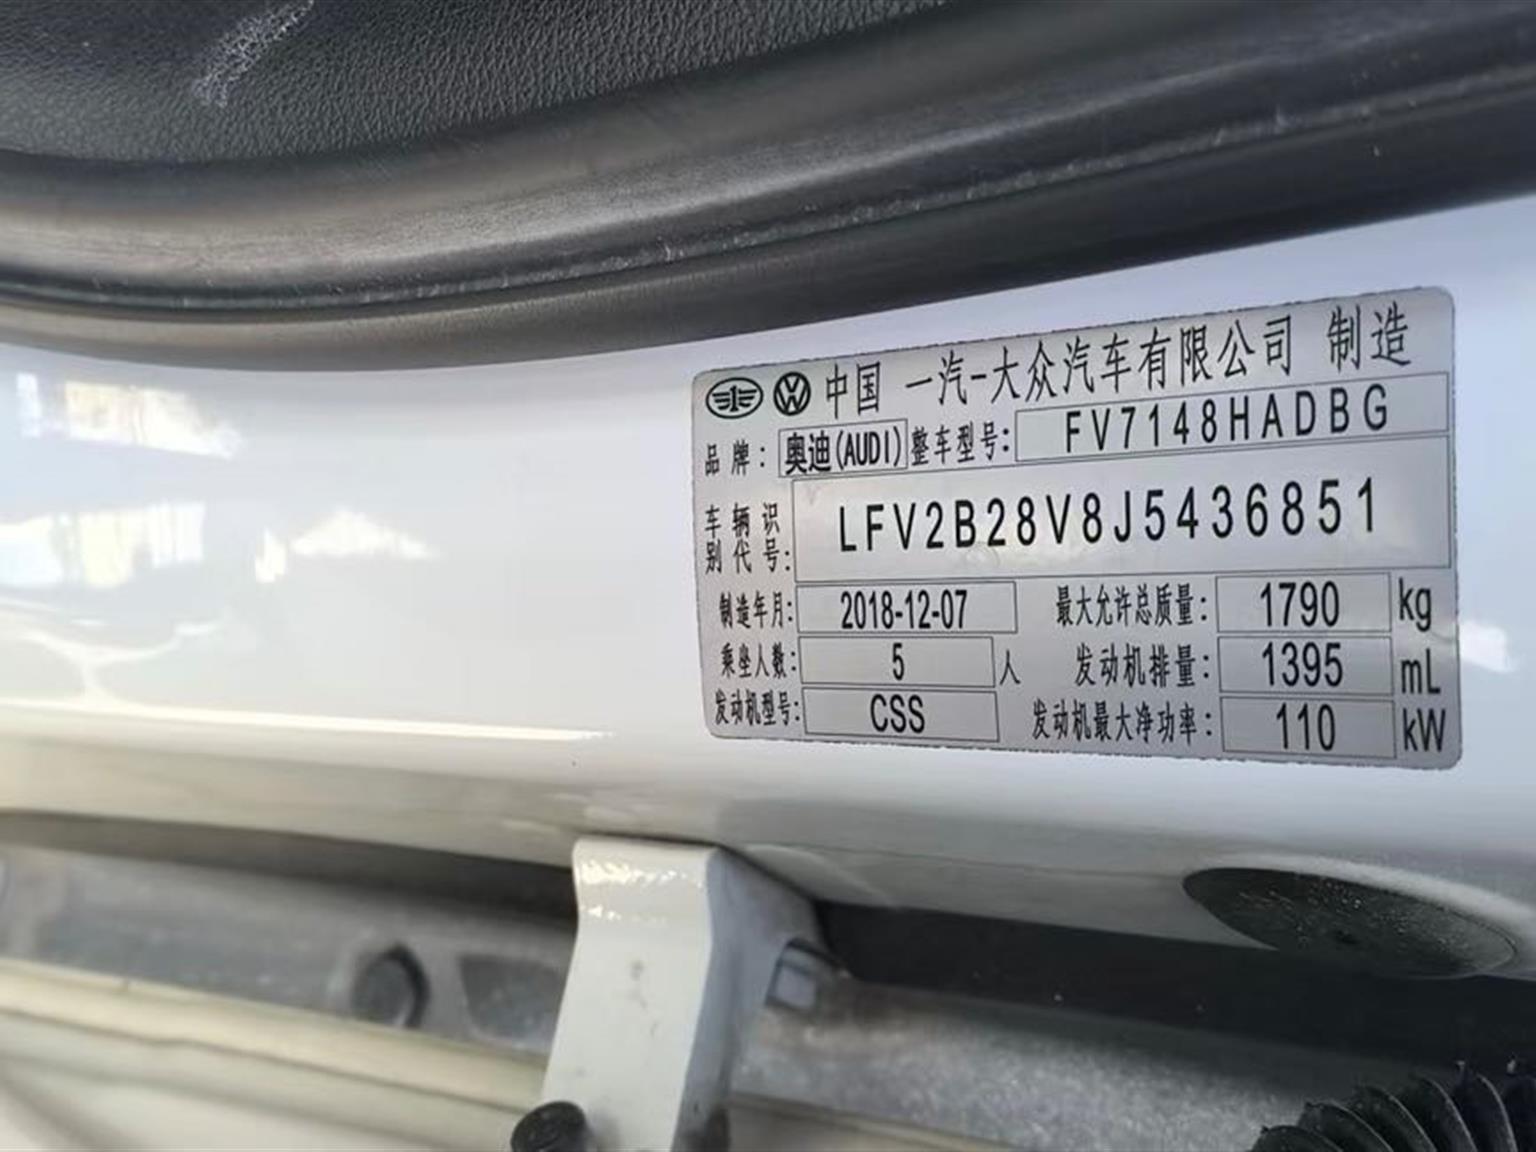 中国 一汽-大众汽车有限公司 制造
品牌: 奥迪(AUDI) 整车型号: FV7148HADBG
车辆识别代号: LFV2B28V8J5436851
制造年月: 2018-12-07 最大允许总质量: 1790 kg
乘坐人数: 5 人 发动机排量: 1395 mL
发动机型号: CSS 发动机最大净功率: 110 kW